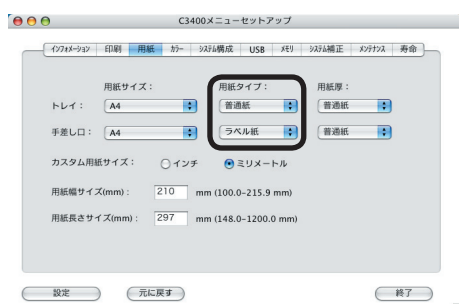 C3400メニューセットアップ
インフォメーション 印刷 用紙 カラー システム構成 USB メモリ システム補正 メンテナンス 寿命
用紙サイズ： 用紙タイプ： 用紙厚：
トレイ： A4 普通紙 普通紙
手差し口： A4 ラベル紙 普通紙
カスタム用紙サイズ： インチ ミリメートル
用紙幅サイズ(mm)： 210 mm (100.0-215.9 mm)
用紙長さサイズ(mm)： 297 mm (148.0-1200.0 mm)
設定 元に戻す 終了